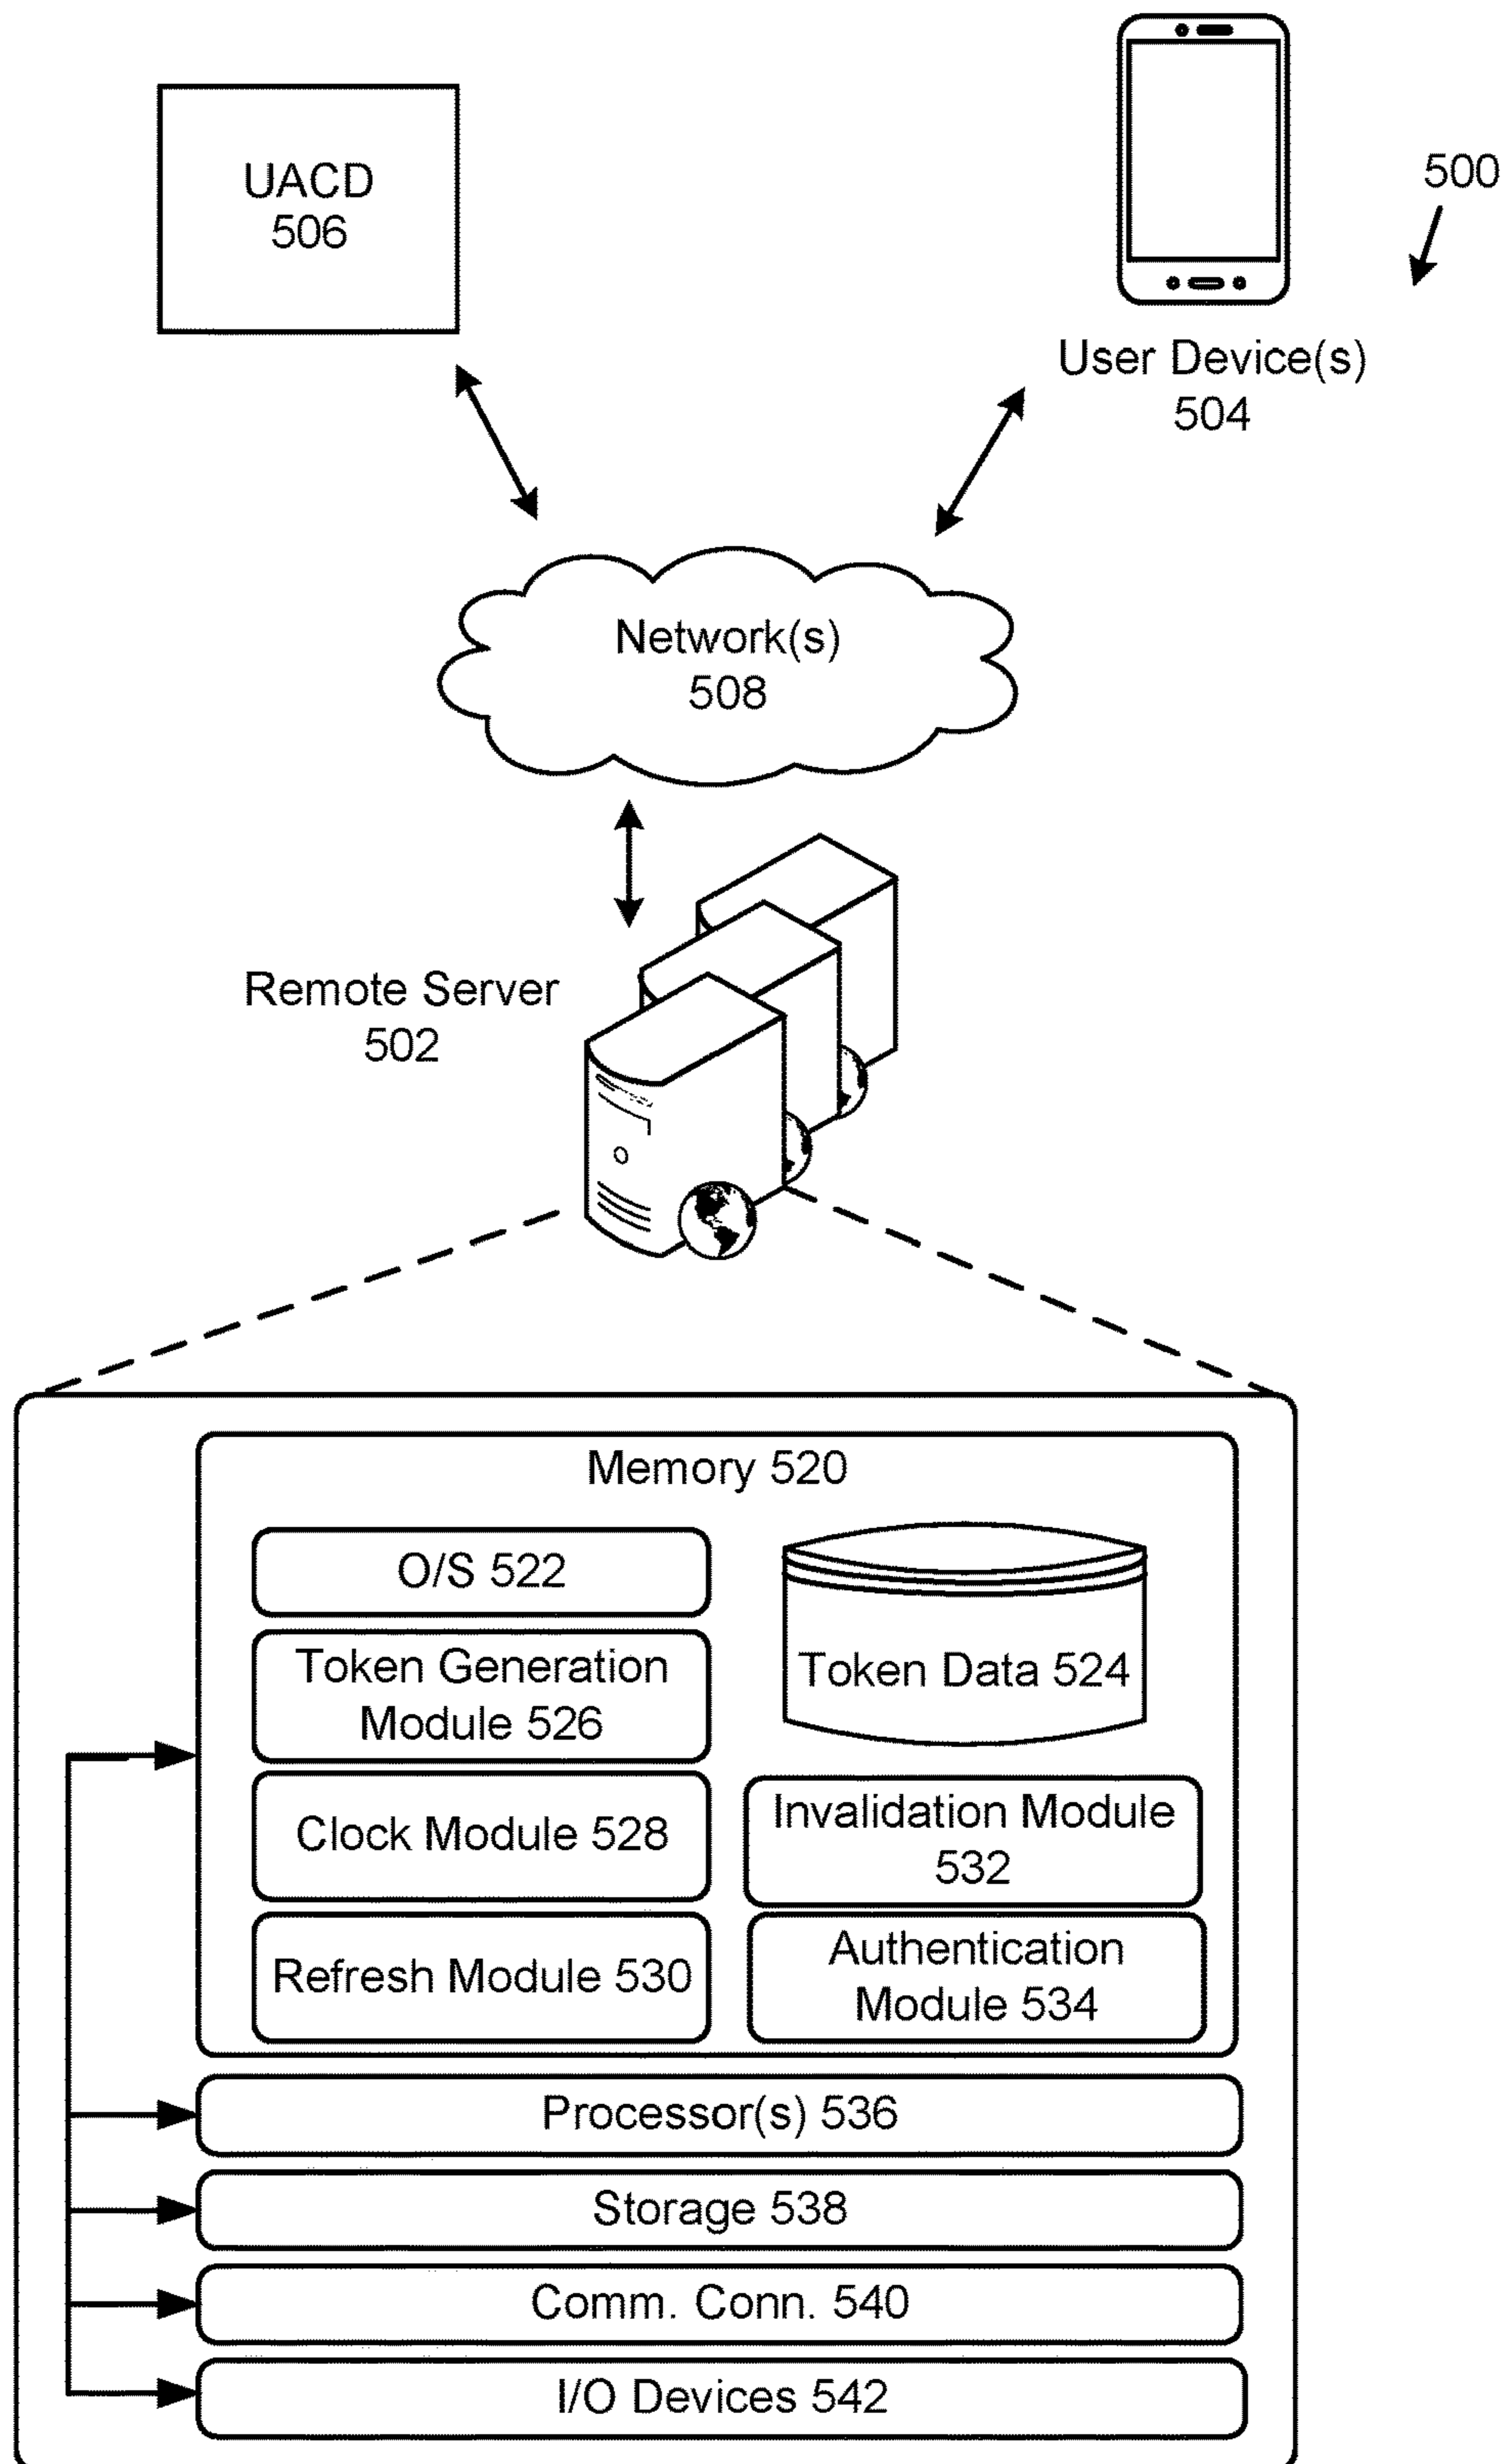 UACD
506
500
User Device(s)
504
Network(s)
508
Remote Server
502
Memory 520
O/S 522
Token Generation
Module 526
Clock Module 528
Refresh Module 530
Token Data 524
Invalidation Module
532
Authentication
Module 534
Processor(s) 536
Storage 538
Comm. Conn. 540
I/O Devices 542